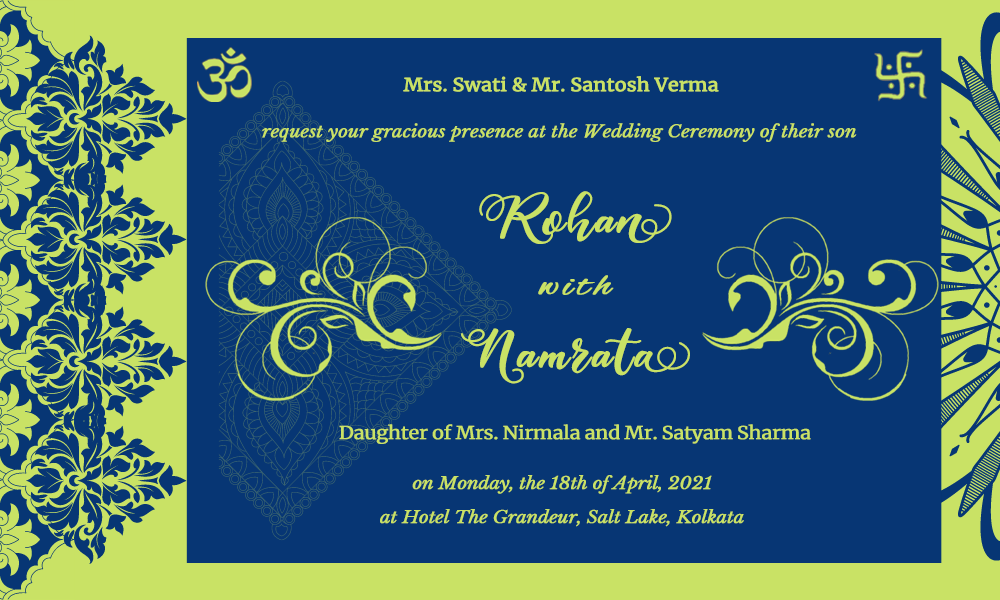 ॐ
Mrs. Swati & Mr. Santosh Verma
request your gracious presence at the Wedding Ceremony of their son
Rohan
with
Namrata
Daughter of Mrs. Nirmala and Mr. Satyam Sharma
on Monday, the 18th of April, 2021
at Hotel The Grandeur, Salt Lake, Kolkata